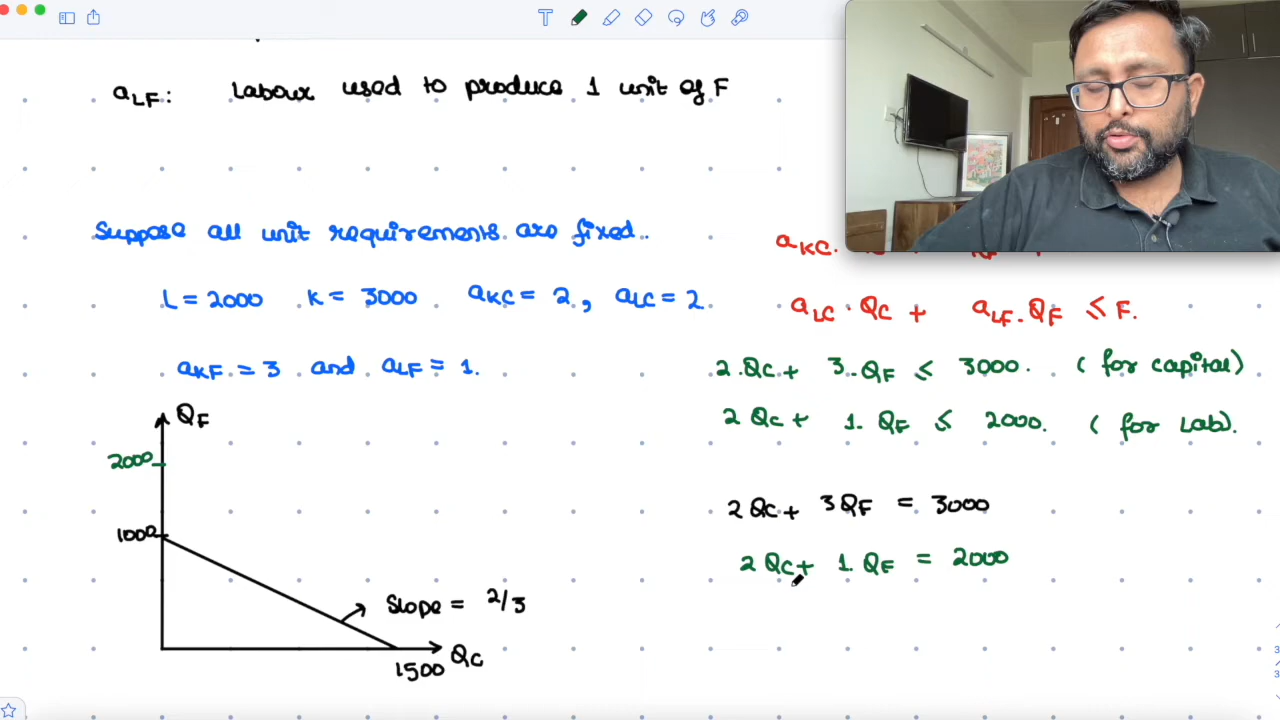 aLF: Labour used to produce 1 unit of F
Suppose all unit requirements are fixed.
L = 2000 K = 3000 aKC = 2, aLC = 2
aKF = 3 and aLF = 1.
aKC.
aLC · QC + aLF. QF ≤ F.
2. QC + 3. QF ≤ 3000. (for capital)
2 QC + 1. QF ≤ 2000. (for Lab).
2 QC + 3 QF = 3000
2 QC + 1. QF = 2000
QF
2000
1000
Slope = 2/3
1500 QC